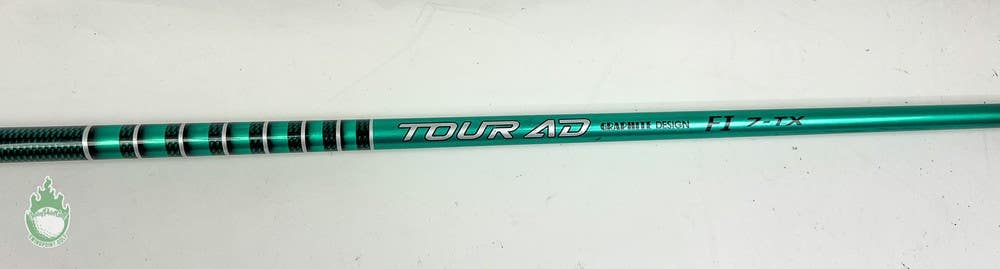 TOUR AD GRAPHITE DESIGN FI 7-TX